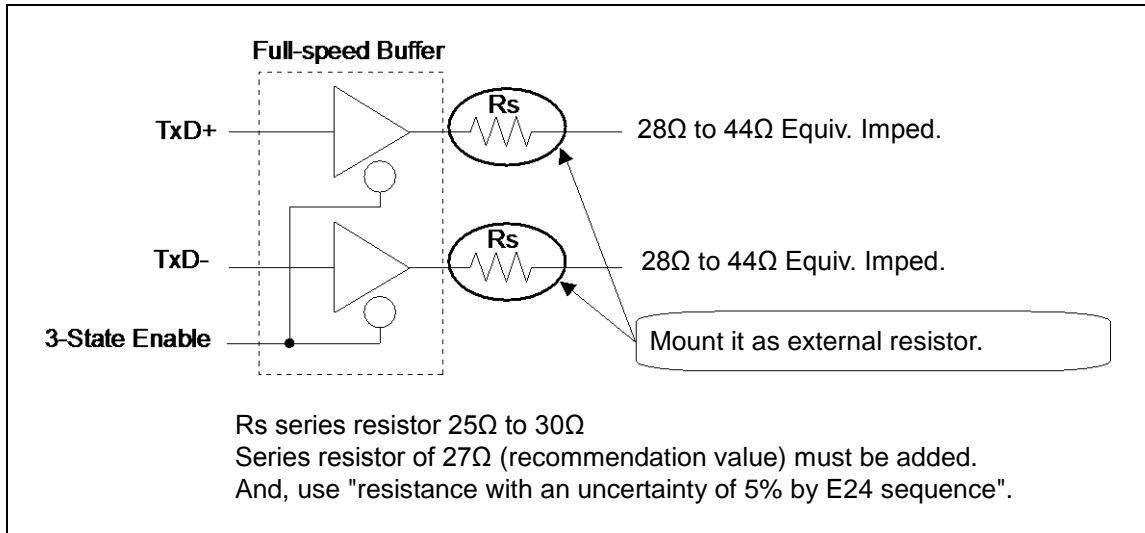 Full-speed Buffer
Rs
TxD+
28Ω to 44Ω Equiv. Imped.
Rs
TxD-
28Ω to 44Ω Equiv. Imped.
3-State Enable
Mount it as external resistor.
Rs series resistor 25Ω to 30Ω
Series resistor of 27Ω (recommendation value) must be added.
And, use "resistance with an uncertainty of 5% by E24 sequence".